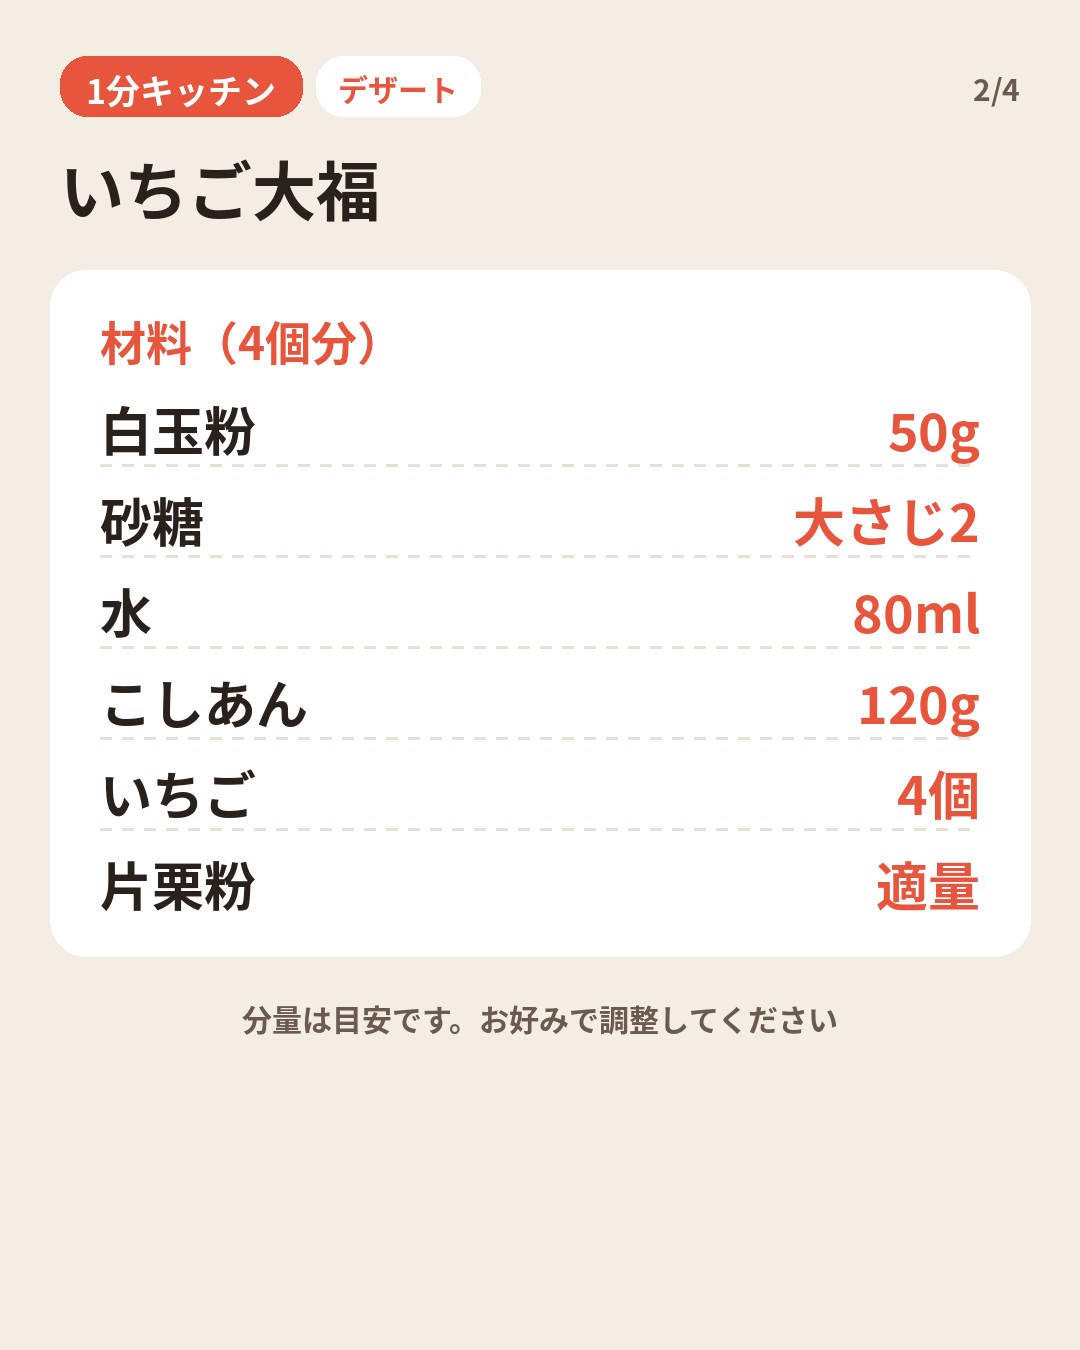 1分キッチン デザート 2/4
いちご大福
材料（4個分）
白玉粉 50g
砂糖 大さじ2
水 80ml
こしあん 120g
いちご 4個
片栗粉 適量
分量は目安です。お好みで調整してください